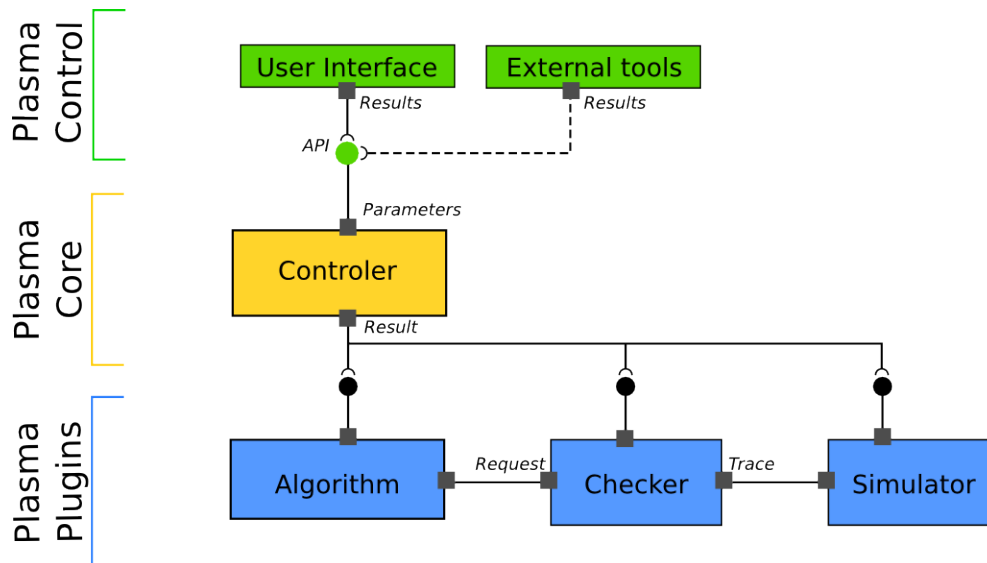 Plasma
Control
User Interface
External tools
Results
Results
API
Plasma
Core
Parameters
Controler
Result
Plasma
Plugins
Algorithm
Request
Checker
Trace
Simulator